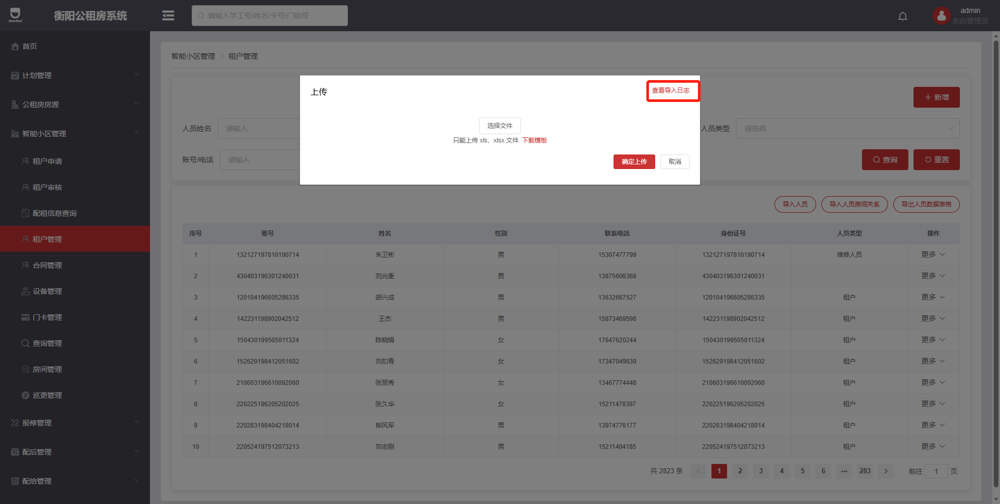 衡阳公租房系统
请输入学工号/姓名/卡号/门锁号
admin
系统管理员
首页
计划管理
公租房房源
智能小区管理
租户申请
租户审核
配租信息查询
租户管理
合同管理
设备管理
门卡管理
查询管理
房间管理
巡更管理
报修管理
配后管理
配给管理
智能小区管理 > 租户管理
上传
查看导入日志
选择文件
只能上传 xls、xlsx 文件 下载模板
确定上传 取消
+ 新增
人员姓名 请输入
人员类型 请选择
账号/电话 请输入
查询 重置
导入人员 导入人员房间关系 导出人员数据表格
序号 账号 姓名 性别 联系电话 身份证号 人员类型 操作
1 132127197810190714 朱卫彬 男 15307477799 132127197810190714 维修人员 更多
2 430403196301240031 刘光衡 男 13875606368 430403196301240031 更多
3 120104196605286335 胡兴成 男 13632667527 120104196605286335 租户 更多
4 142231198902042512 王杰 男 15873469598 142231198902042512 租户 更多
5 150430199505011324 陈晓娟 女 17647620244 150430199505011324 租户 更多
6 152629198412051602 刘扣青 女 17347049639 152629198412051602 租户 更多
7 210603196610092060 张丽秀 女 13467774448 210603196610092060 租户 更多
8 220225196205202025 张久华 女 15211478397 220225196205202025 租户 更多
9 220283198404218014 柳风军 男 13974776177 220283198404218014 租户 更多
10 220524197512073213 刘志刚 男 15211404185 220524197512073213 租户 更多
共 2823 条 < 1 2 3 4 5 6 ··· 283 > 前往 1 页